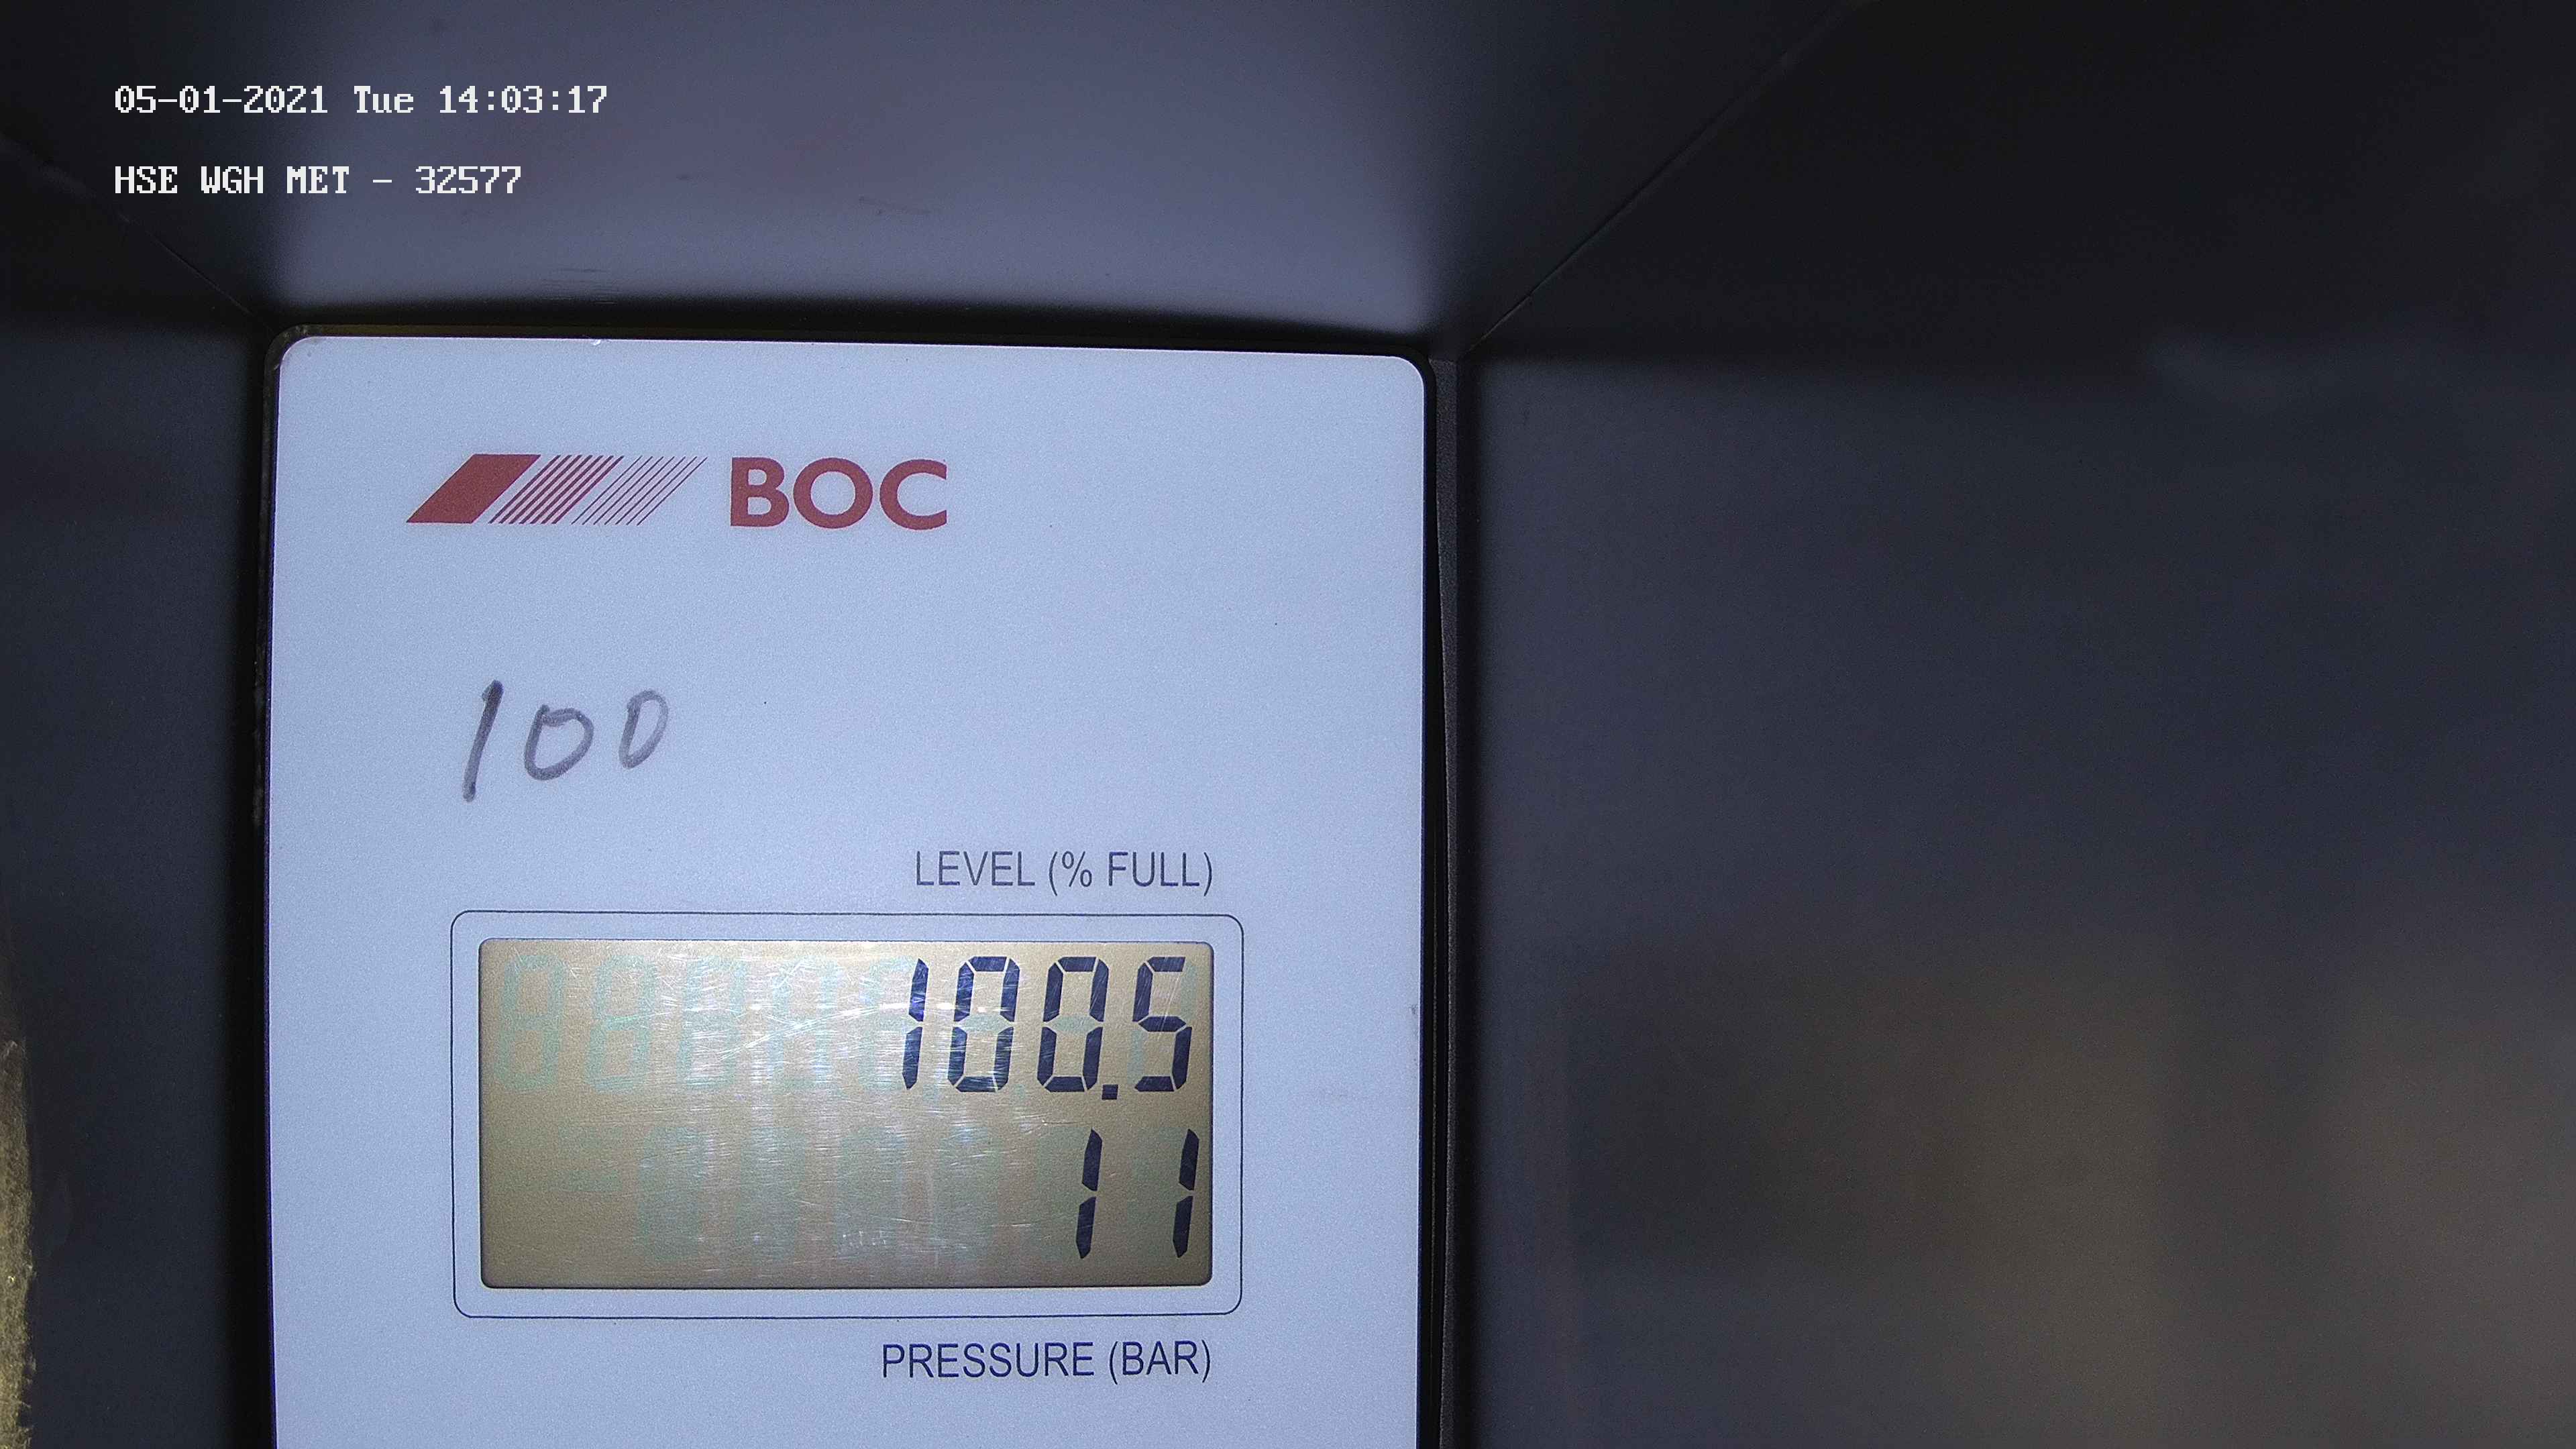 05-01-2021 Tue 14:03:17
HSE WGH MET - 32577
BOC
100
LEVEL (% FULL)
100.5
11
PRESSURE (BAR)